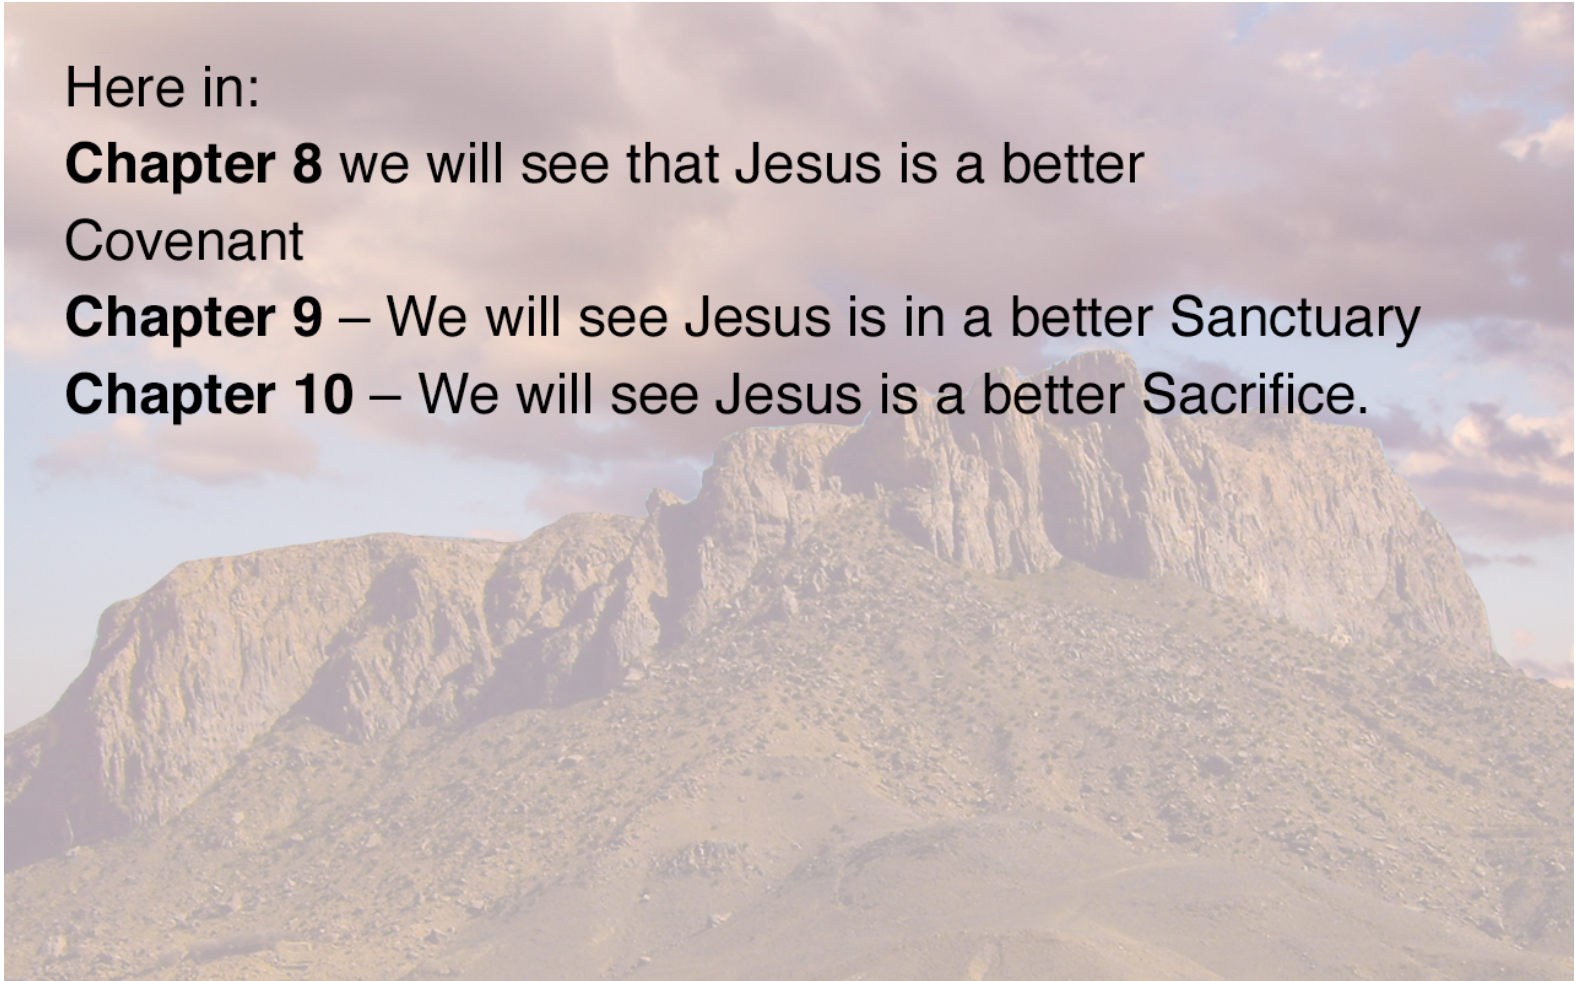 Here in:
Chapter 8 we will see that Jesus is a better
Covenant
Chapter 9 – We will see Jesus is in a better Sanctuary
Chapter 10 – We will see Jesus is a better Sacrifice.